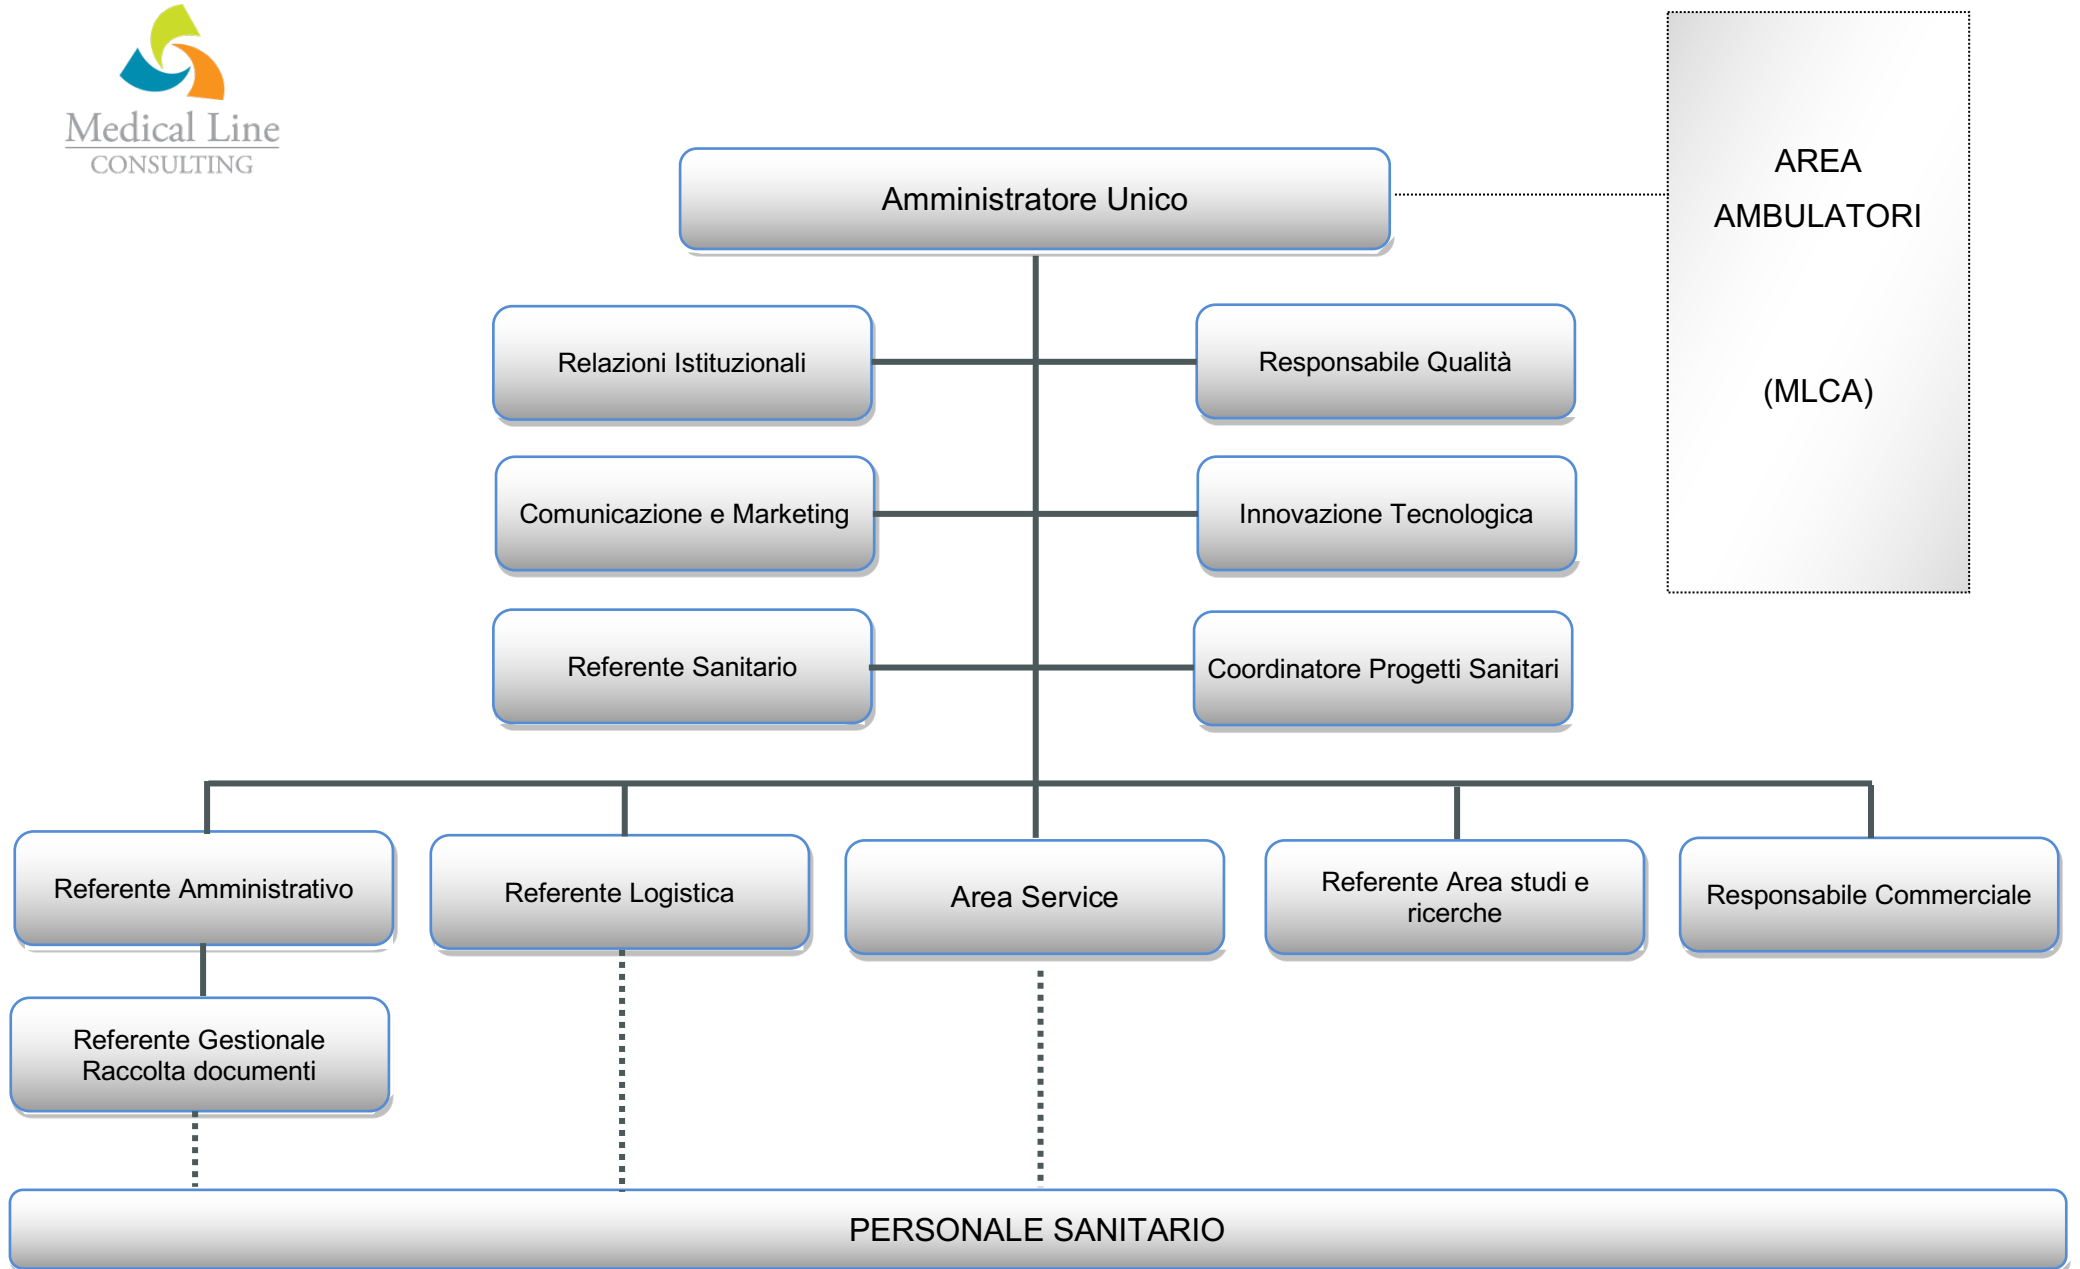 Medical Line
CONSULTING
AREA
AMBULATORI
(MLCA)
Amministratore Unico
Relazioni Istituzionali
Responsabile Qualità
Comunicazione e Marketing
Innovazione Tecnologica
Referente Sanitario
Coordinatore Progetti Sanitari
Referente Amministrativo
Referente Logistica
Area Service
Referente Area studi e
ricerche
Responsabile Commerciale
Referente Gestionale
Raccolta documenti
PERSONALE SANITARIO